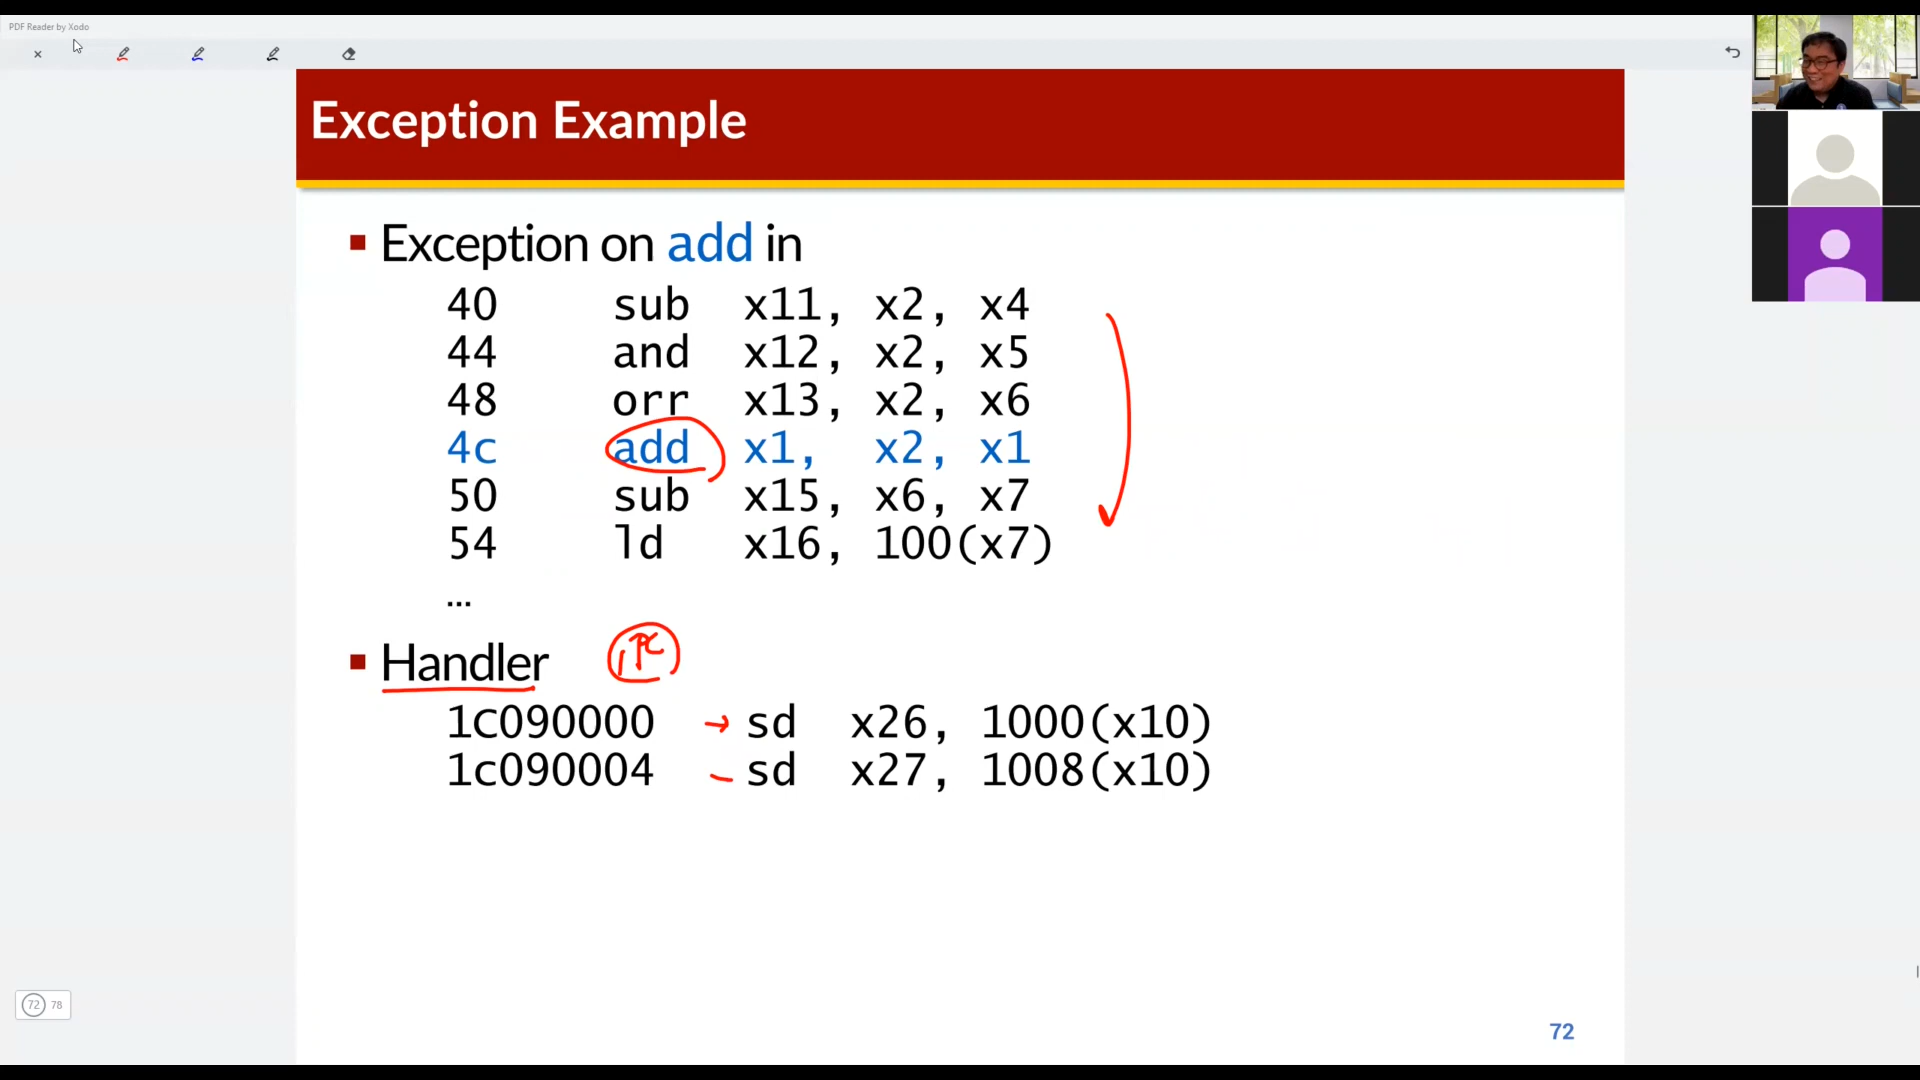 PDF Reader by Xodo
Exception Example
Exception on add in
40 sub x11, x2, x4
44 and x12, x2, x5
48 orr x13, x2, x6
4c add x1, x2, x1
50 sub x15, x6, x7
54 ld x16, 100(x7)
…
Handler PC
1C090000 sd x26, 1000(x10)
1c090004 sd x27, 1008(x10)
72 78
72